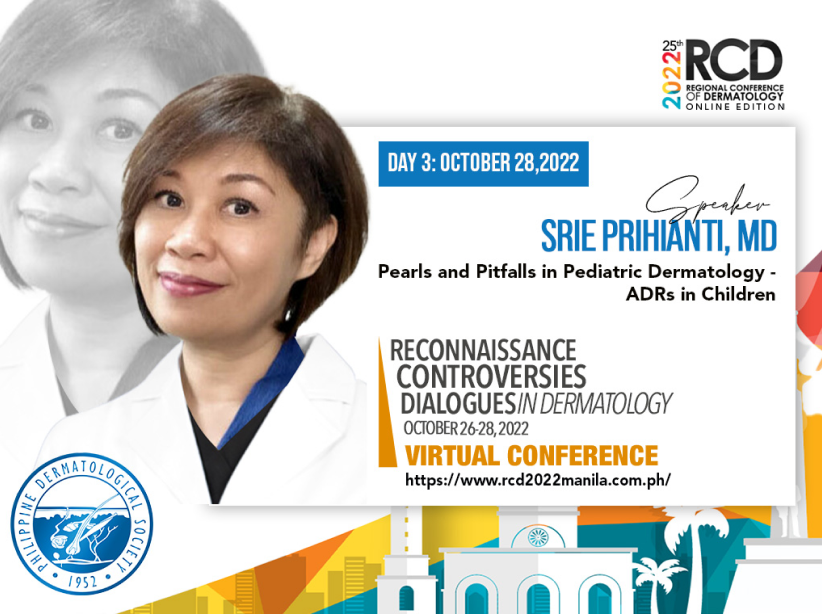 25th
2022
RCD
REGIONAL CONFERENCE
OF DERMATOLOGY
ONLINE EDITION
DAY 3: OCTOBER 28,2022
Speaker
SRIE PRIHIANTI, MD
Pearls and Pitfalls in Pediatric Dermatology -
ADRs in Children
RECONNAISSANCE
CONTROVERSIES
DIALOGUES IN DERMATOLOGY
OCTOBER 26-28, 2022
VIRTUAL CONFERENCE
https://www.rcd2022manila.com.ph/
PHILIPPINE DERMATOLOGICAL SOCIETY
• 1952 •